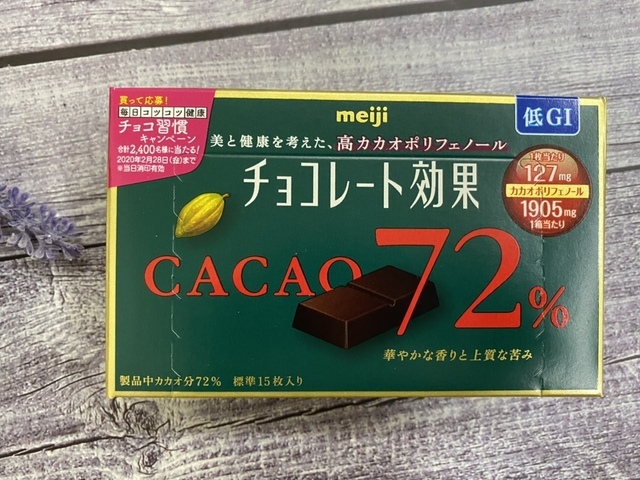 買って応募!
毎日コツコツ健康
チョコ習慣
キャンペーン
合計2,400名様に当たる!
2020年2月28日(金)まで
※当日消印有効
meiji
低GI
美と健康を考えた、高カカオポリフェノール
チョコレート効果
1枚当たり
127mg
カカオポリフェノール
1905mg
1箱当たり
CACAO 72%
華やかな香りと上質な苦み
製品中カカオ分72% 標準15枚入り